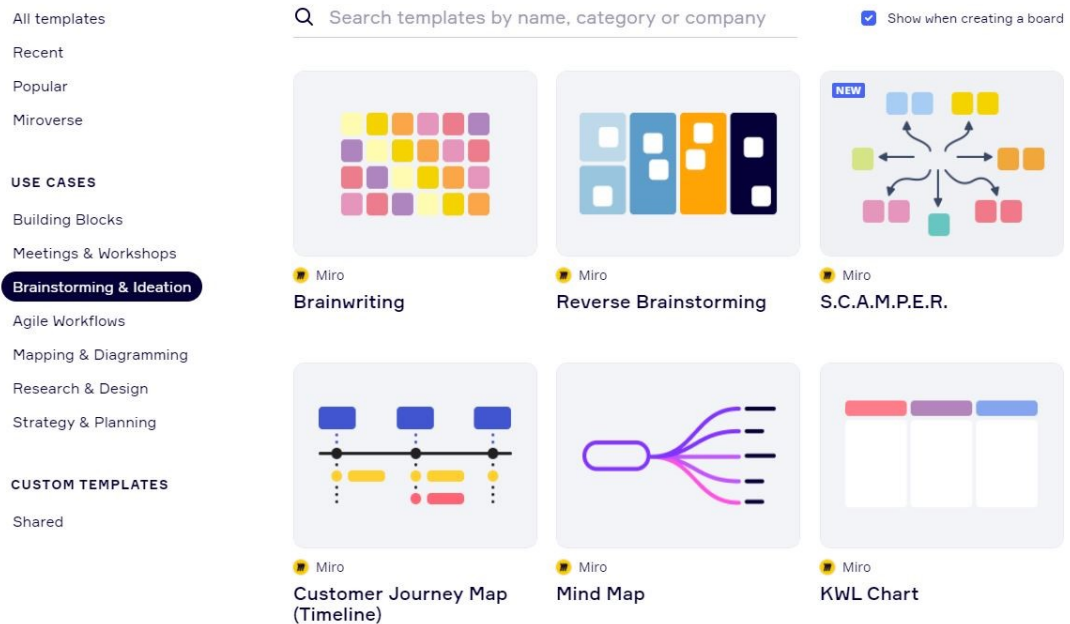 All templates
Recent
Popular
Miroverse
USE CASES
Building Blocks
Meetings & Workshops
Brainstorming & Ideation
Agile Workflows
Mapping & Diagramming
Research & Design
Strategy & Planning
CUSTOM TEMPLATES
Shared
Search templates by name, category or company
Show when creating a board
Miro
Brainwriting
Miro
Reverse Brainstorming
NEW
Miro
S.C.A.M.P.E.R.
Miro
Customer Journey Map
(Timeline)
Miro
Mind Map
Miro
KWL Chart